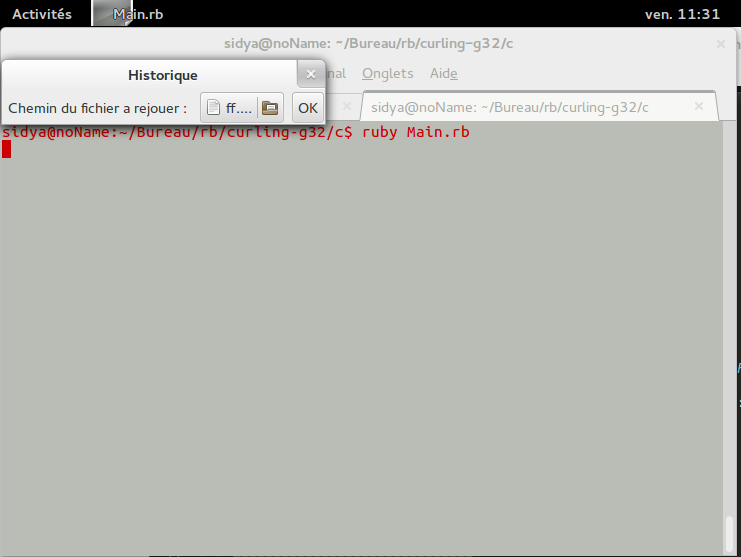 Activités Main.rb ven. 11:31
sidya@noName: ~/Bureau/rb/curling-g32/c
Historique
nal Onglets Aide
Chemin du fichier a rejouer : ff.... OK
sidya@noName: ~/Bureau/rb/curling-g32/c
sidya@noName:~/Bureau/rb/curling-g32/c$ ruby Main.rb